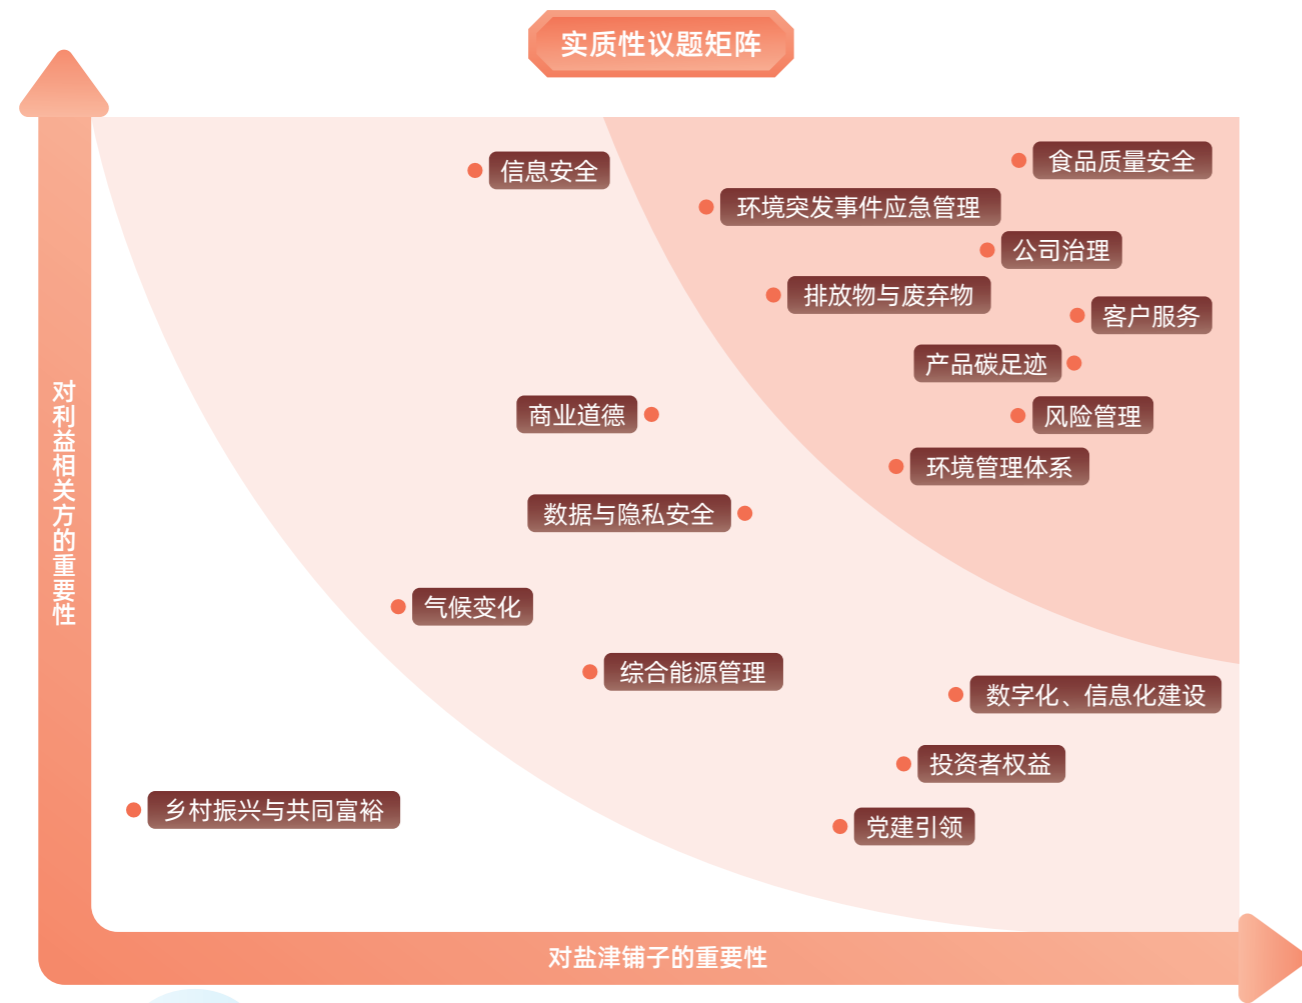 实质性议题矩阵
信息安全
食品质量安全
环境突发事件应急管理
公司治理
排放物与废弃物
客户服务
产品碳足迹
商业道德
风险管理
环境管理体系
数据与隐私安全
气候变化
综合能源管理
数字化、信息化建设
投资者权益
乡村振兴与共同富裕
党建引领
对利益相关方的重要性
对盐津铺子的重要性